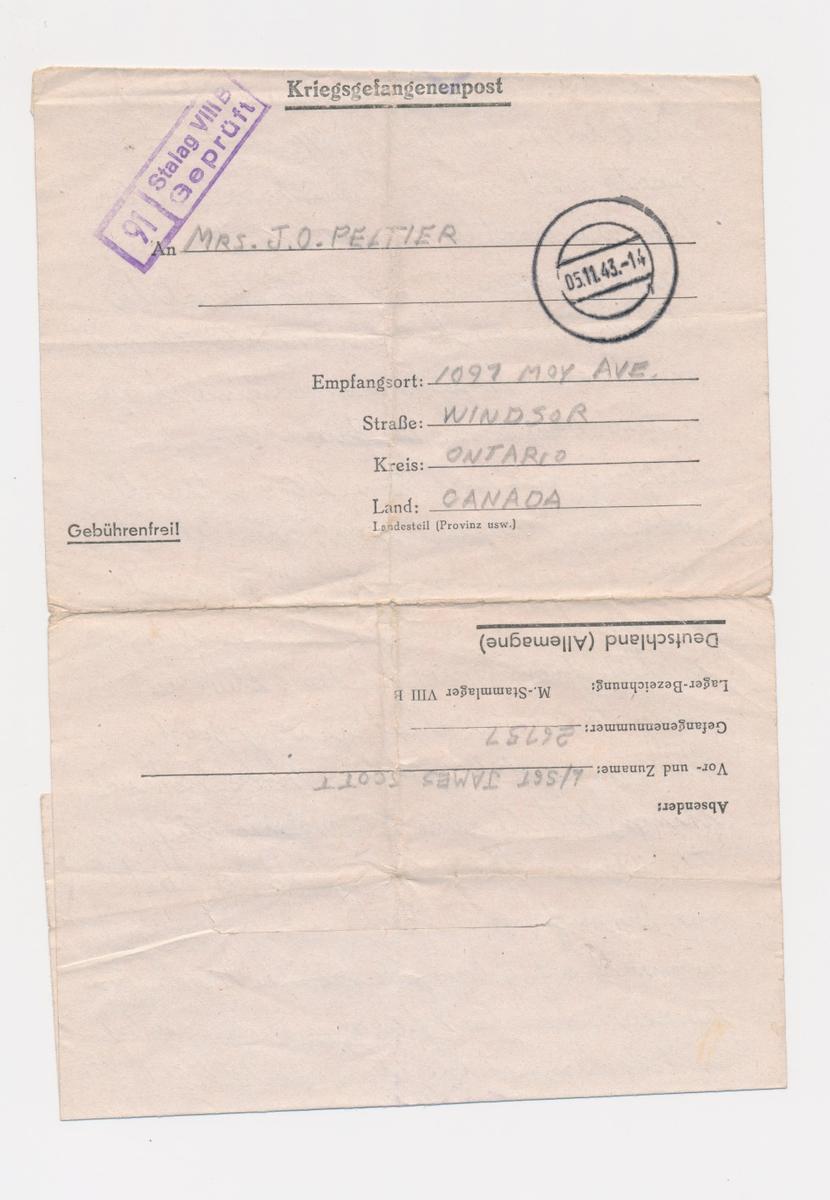 Kriegsgefangenenpost
91 Stalag VIII B
Geprüft
An MRS. J.O. PELTIER
05.11.43.-14
Empfangsort: 1097 MOY AVE.
Straße: WINDSOR
Kreis: ONTARIO
Land: CANADA
Landesteil (Provinz usw.)
Gebührenfrei!
Absender:
Vor- und Zuname: L/SGT JAMES SCOTT
Gefangenennummer: 26757
Lager-Bezeichnung: M.-Stammlager VIII B
Deutschland (Allemagne)